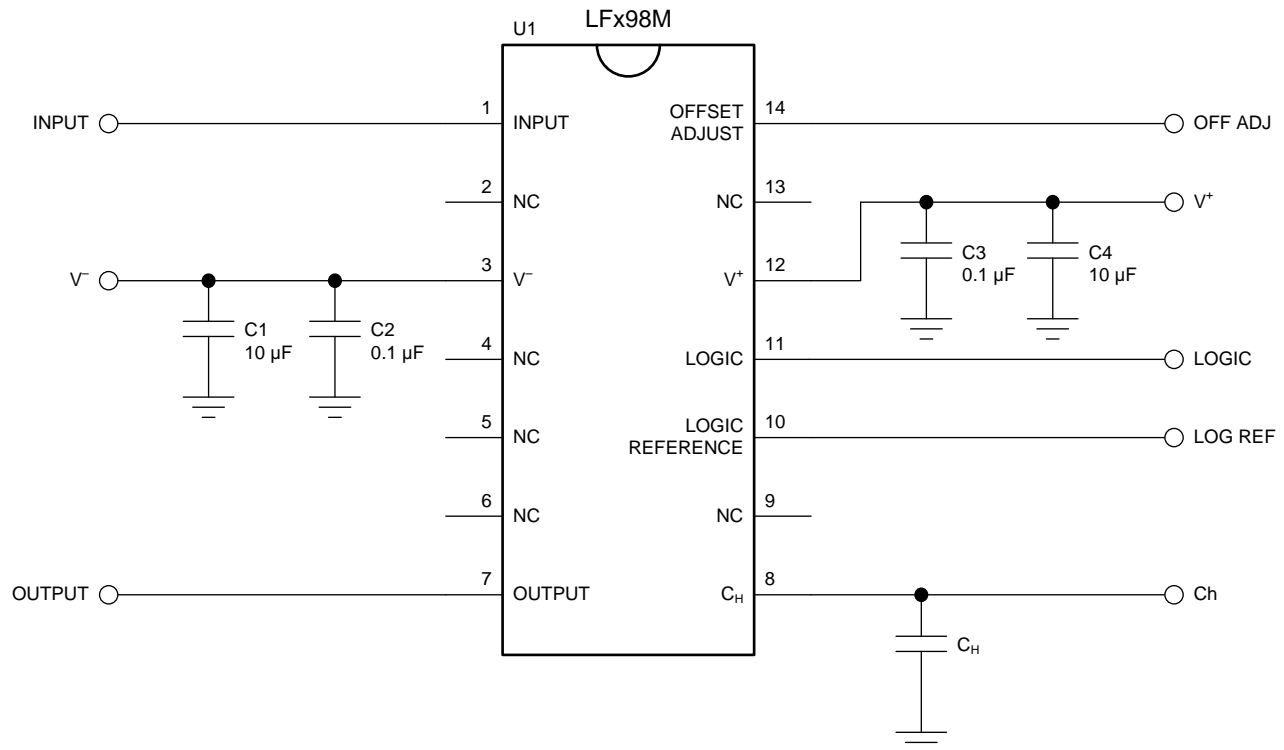 LFx98M
U1
INPUT
1
INPUT
OFFSET
ADJUST
14
OFF ADJ
2
NC
NC
13
V⁺
V⁻
3
V⁻
V⁺
12
C3
0.1 µF
C4
10 µF
C1
10 µF
C2
0.1 µF
4
NC
LOGIC
11
LOGIC
5
NC
LOGIC
REFERENCE
10
LOG REF
6
NC
NC
9
OUTPUT
7
OUTPUT
C_H
8
Ch
C_H